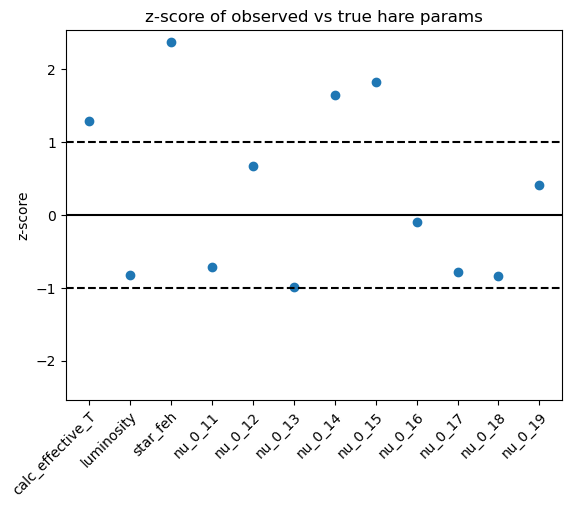 z-score of observed vs true hare params
2
1
0
−1
−2
z-score
calc_effective_T
luminosity
star_feh
nu_0_11
nu_0_12
nu_0_13
nu_0_14
nu_0_15
nu_0_16
nu_0_17
nu_0_18
nu_0_19